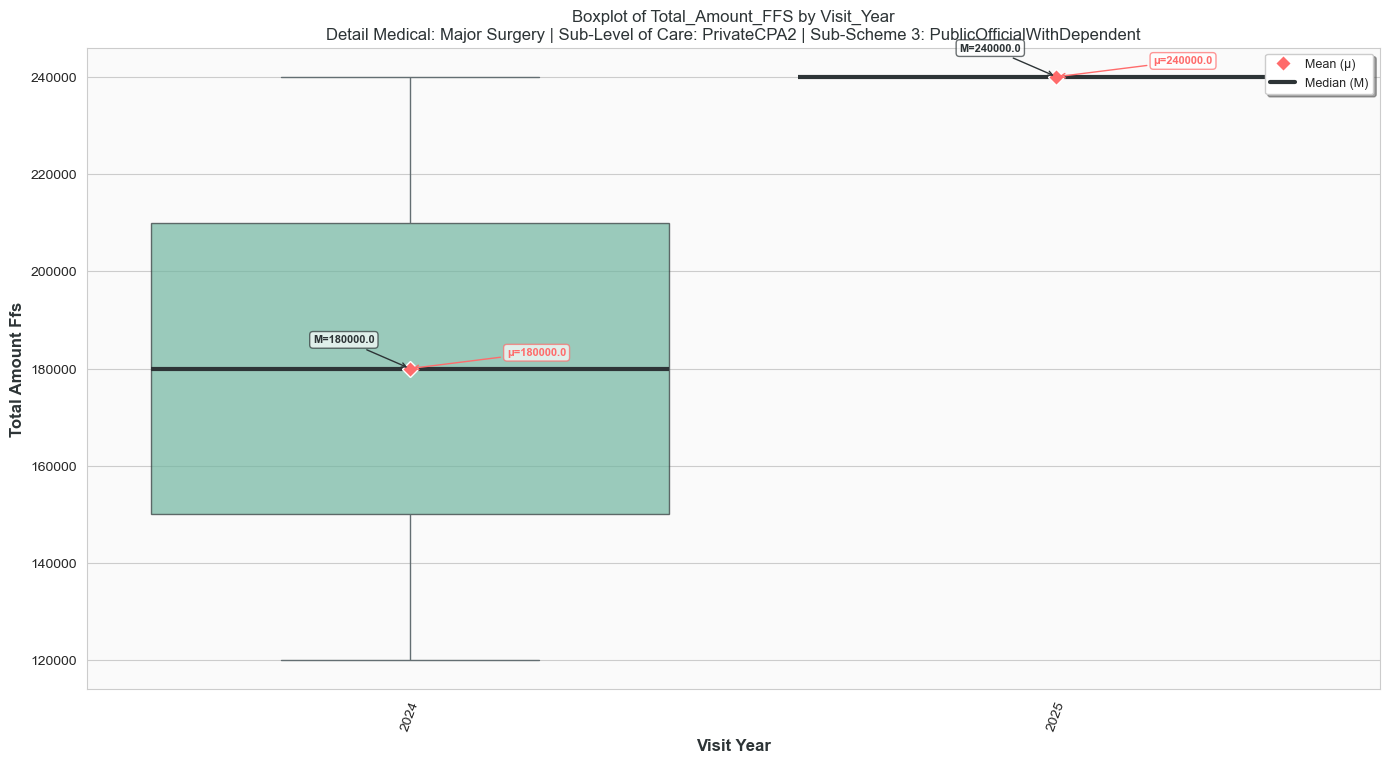 Boxplot of Total_Amount_FFS by Visit_Year
Detail Medical: Major Surgery | Sub-Level of Care: PrivateCPA2 | Sub-Scheme 3: PublicOfficialWithDependent
M=240000.0
μ=240000.0
Mean (μ)
Median (M)
240000
220000
200000
180000
160000
140000
120000
M=180000.0
μ=180000.0
Total Amount Ffs
2024
2025
Visit Year